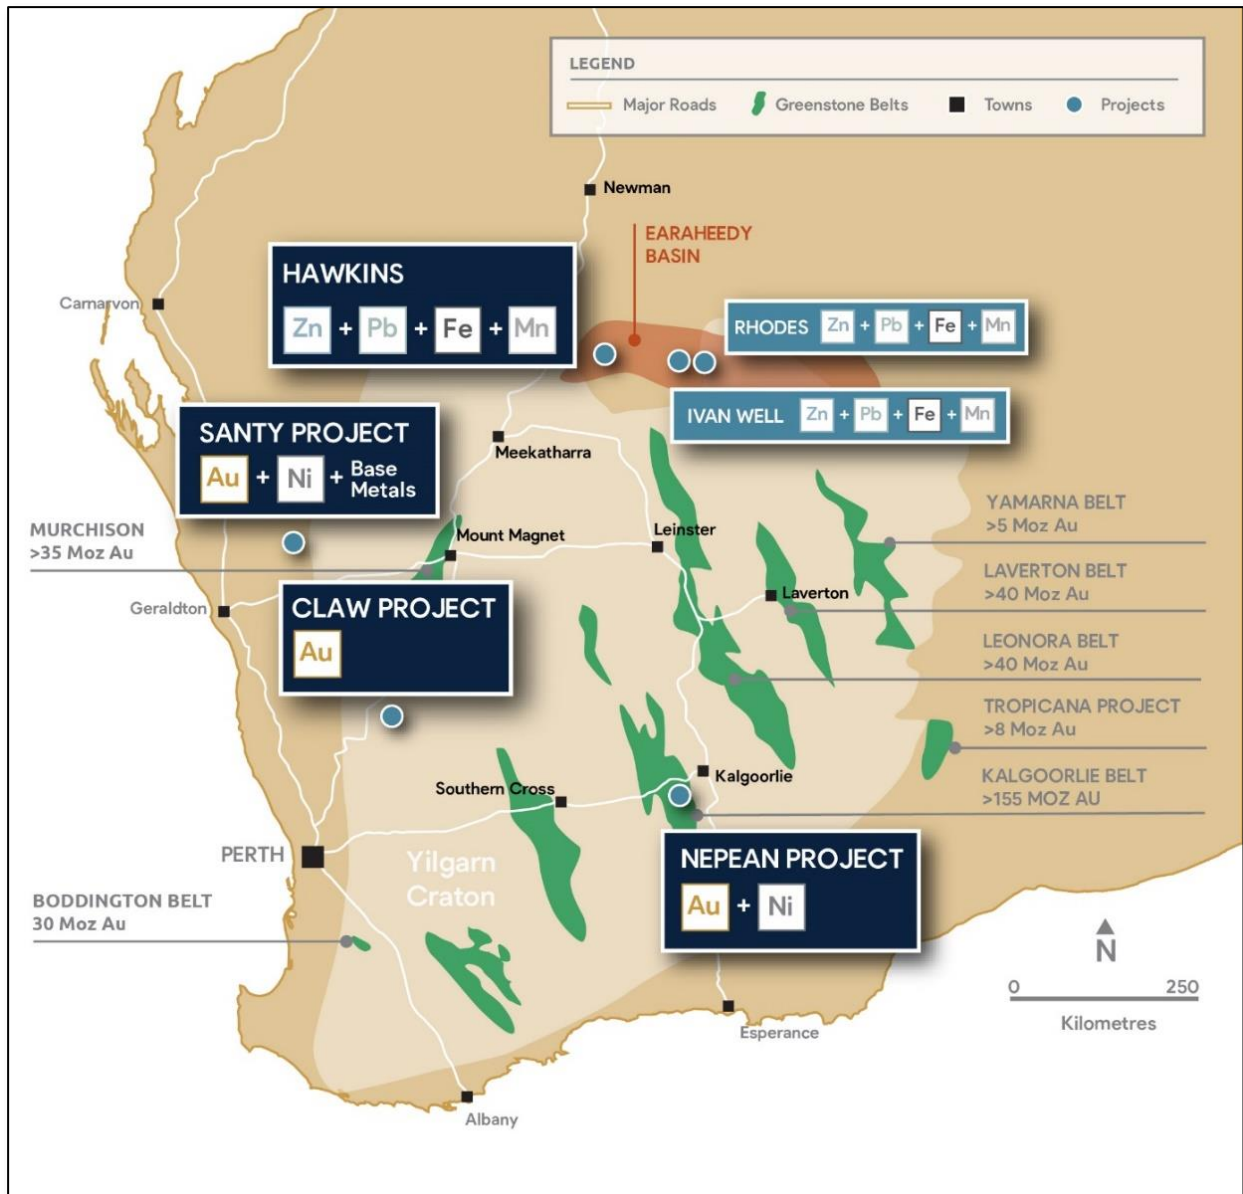 LEGEND
Major Roads Greenstone Belts Towns Projects
Newman
EARAHEEDY
BASIN
HAWKINS
Zn + Pb + Fe + Mn
Carnarvon
RHODES Zn + Pb + Fe + Mn
IVAN WELL Zn + Pb + Fe + Mn
SANTY PROJECT
Au + Ni + Base
Metals
Meekatharra
MURCHISON
>35 Moz Au
Mount Magnet
Leinster
YAMARNA BELT
>5 Moz Au
LAVERTON BELT
>40 Moz Au
Geraldton
CLAW PROJECT
Au
Laverton
LEONORA BELT
>40 Moz Au
TROPICANA PROJECT
>8 Moz Au
KALGOORLIE BELT
>155 MOZ AU
Kalgoorlie
Southern Cross
PERTH
Yilgarn
Craton
NEPEAN PROJECT
Au + Ni
BODDINGTON BELT
30 Moz Au
N
0 250
Kilometres
Esperance
Albany